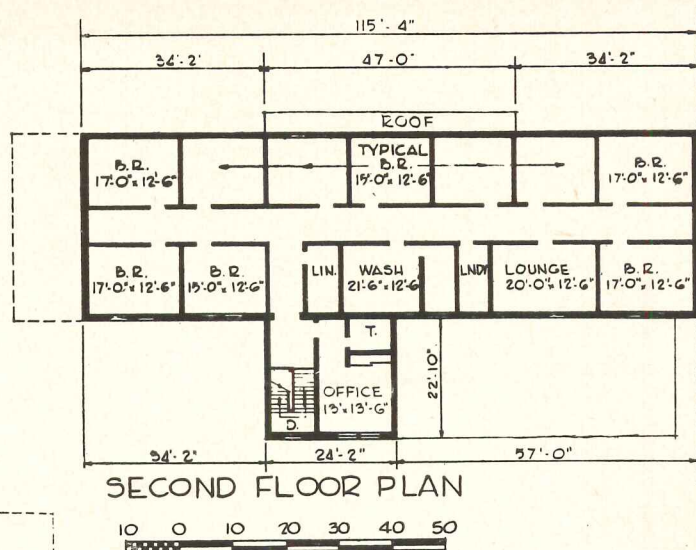 115'-4"
34'-2' 47-0" 34'-2"
ROOF
TYPICAL
B.R.
15'-0"x 12'-6"
B.R.
17'-0"x 12'-6"
B.R.
17'-0"x 12'-6"
B.R.
17'-0"x 12'-6"
B.R.
15'-0"x 12'-6"
LIN.
WASH
21'-6"x 12'-6
LNDY
LOUNGE
20'-0"x 12'-6"
B.R.
17'-0"x 12'-6"
T.
OFFICE
13'x 13'-6"
D.
22'-10"
34'-2" 24'-2" 57'-0"
SECOND FLOOR PLAN
10 0 10 20 30 40 50